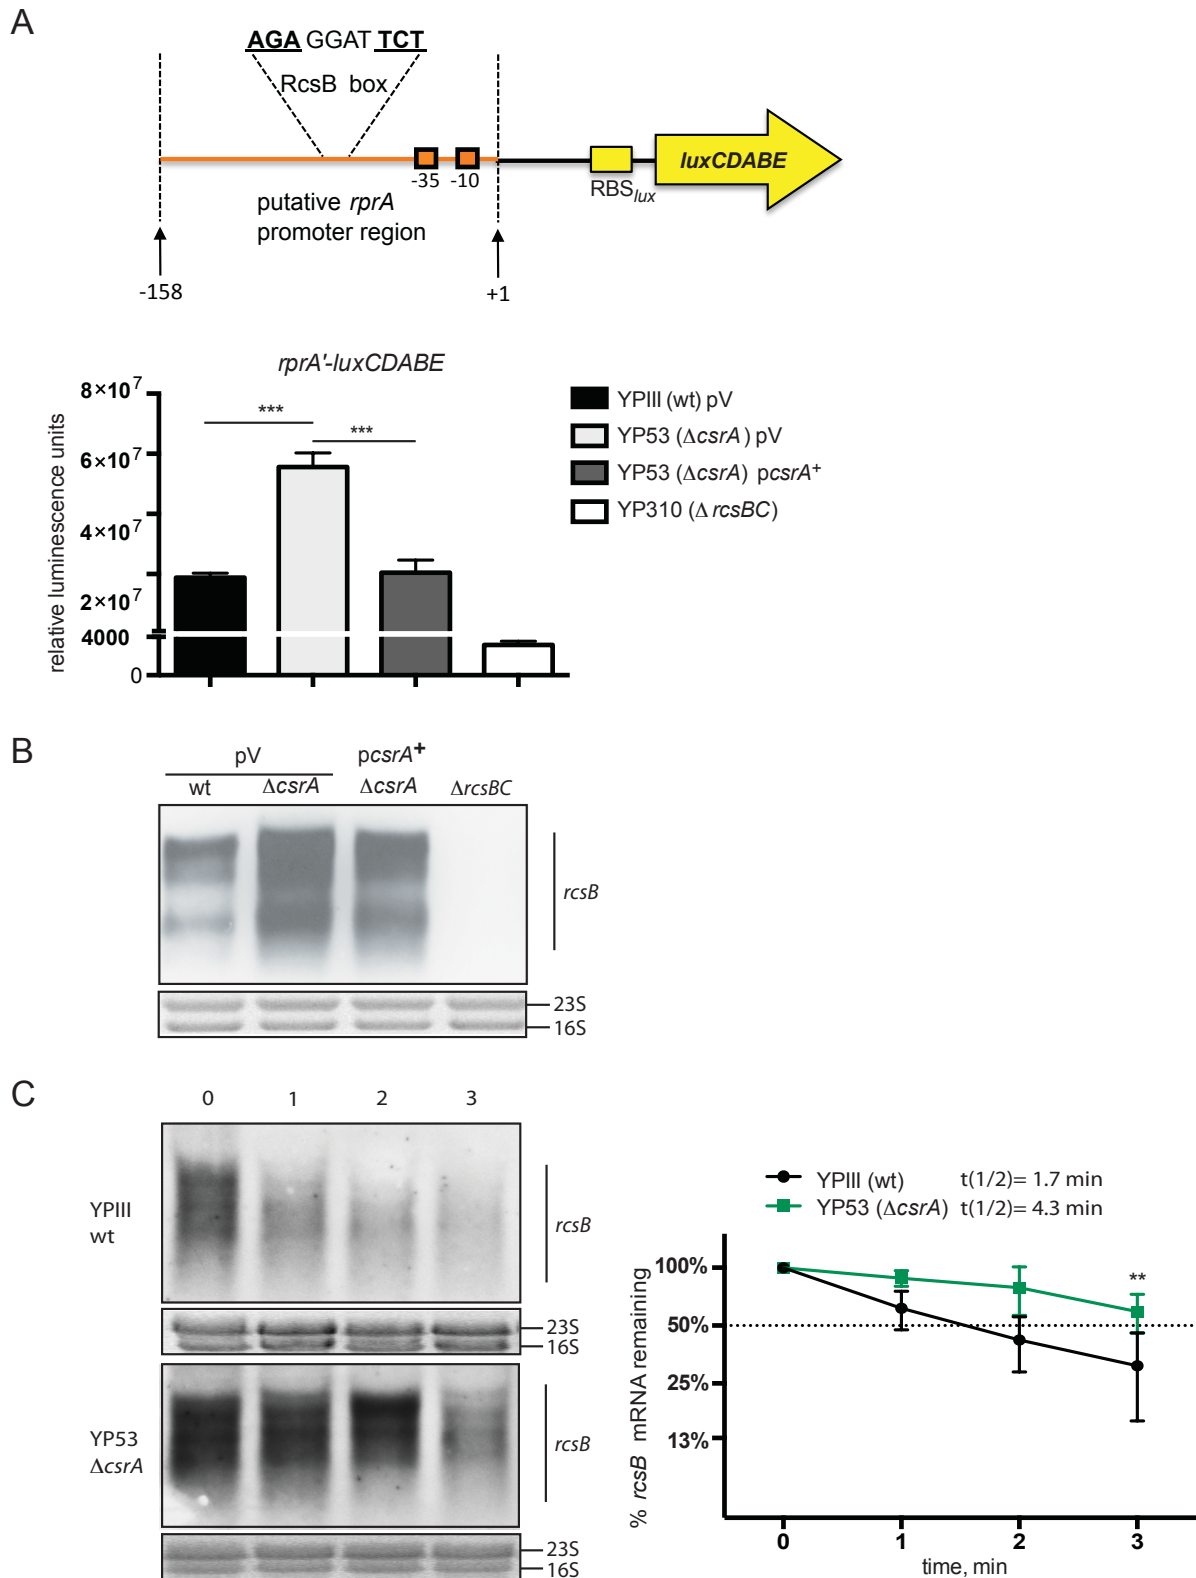 A
AGA GGAT TCT
RcsB box
-35 -10
luxCDABE
RBSlux
putative rprA
promoter region
-158
+1
rprA'-luxCDABE
relative luminescence units
8×10⁷
6×10⁷
4×10⁷
2×10⁷
4000
0
***
***
YPIII (wt) pV
YP53 (ΔcsrA) pV
YP53 (ΔcsrA) pcsrA⁺
YP310 (Δ rcsBC)
B
pV pcsrA⁺
wt ΔcsrA ΔcsrA ΔrcsBC
rcsB
23S
16S
C
0 1 2 3
YPIII
wt
rcsB
23S
16S
YP53
ΔcsrA
rcsB
23S
16S
YPIII (wt) t(1/2)= 1.7 min
YP53 (ΔcsrA) t(1/2)= 4.3 min
% rcsB mRNA remaining
100%
50%
25%
13%
**
0 1 2 3
time, min